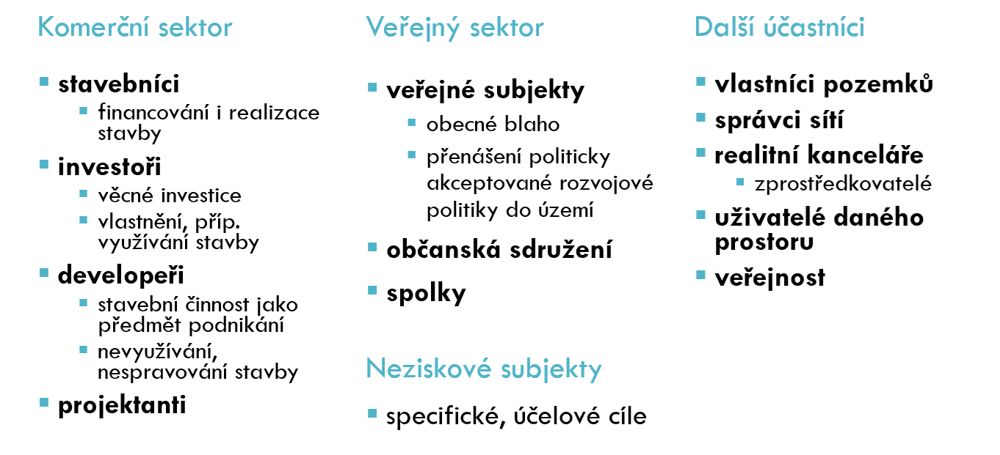 Komerční sektor
stavebníci
financování i realizace
stavby
investoři
věcné investice
vlastnění, příp.
využívání stavby
developeři
stavební činnost jako
předmět podnikání
nevyužívání,
nespravování stavby
projektanti
Veřejný sektor
veřejné subjekty
obecné blaho
přenášení politicky
akceptované rozvojové
politiky do území
občanská sdružení
spolky
Neziskové subjekty
specifické, účelové cíle
Další účastníci
vlastníci pozemků
správci sítí
realitní kanceláře
zprostředkovatelé
uživatelé daného
prostoru
veřejnost